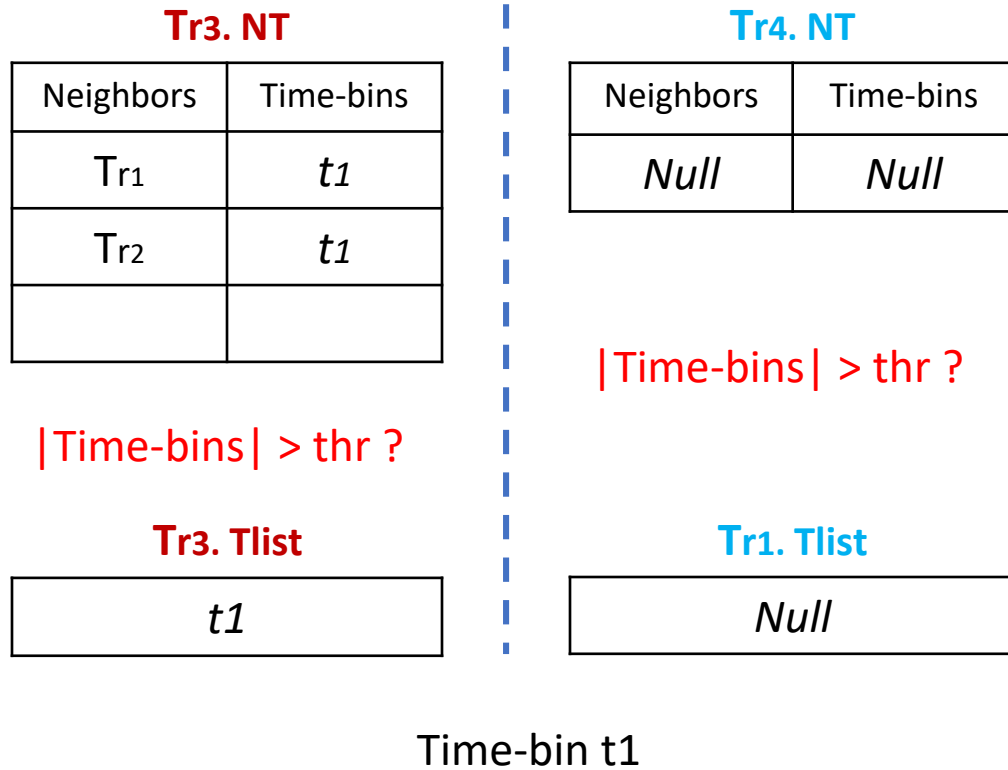 Tr3. NT
Neighbors Time-bins
Tr1 t1
Tr2 t1
|Time-bins| > thr ?
Tr3. Tlist
t1
Tr4. NT
Neighbors Time-bins
Null Null
|Time-bins| > thr ?
Tr1. Tlist
Null
Time-bin t1